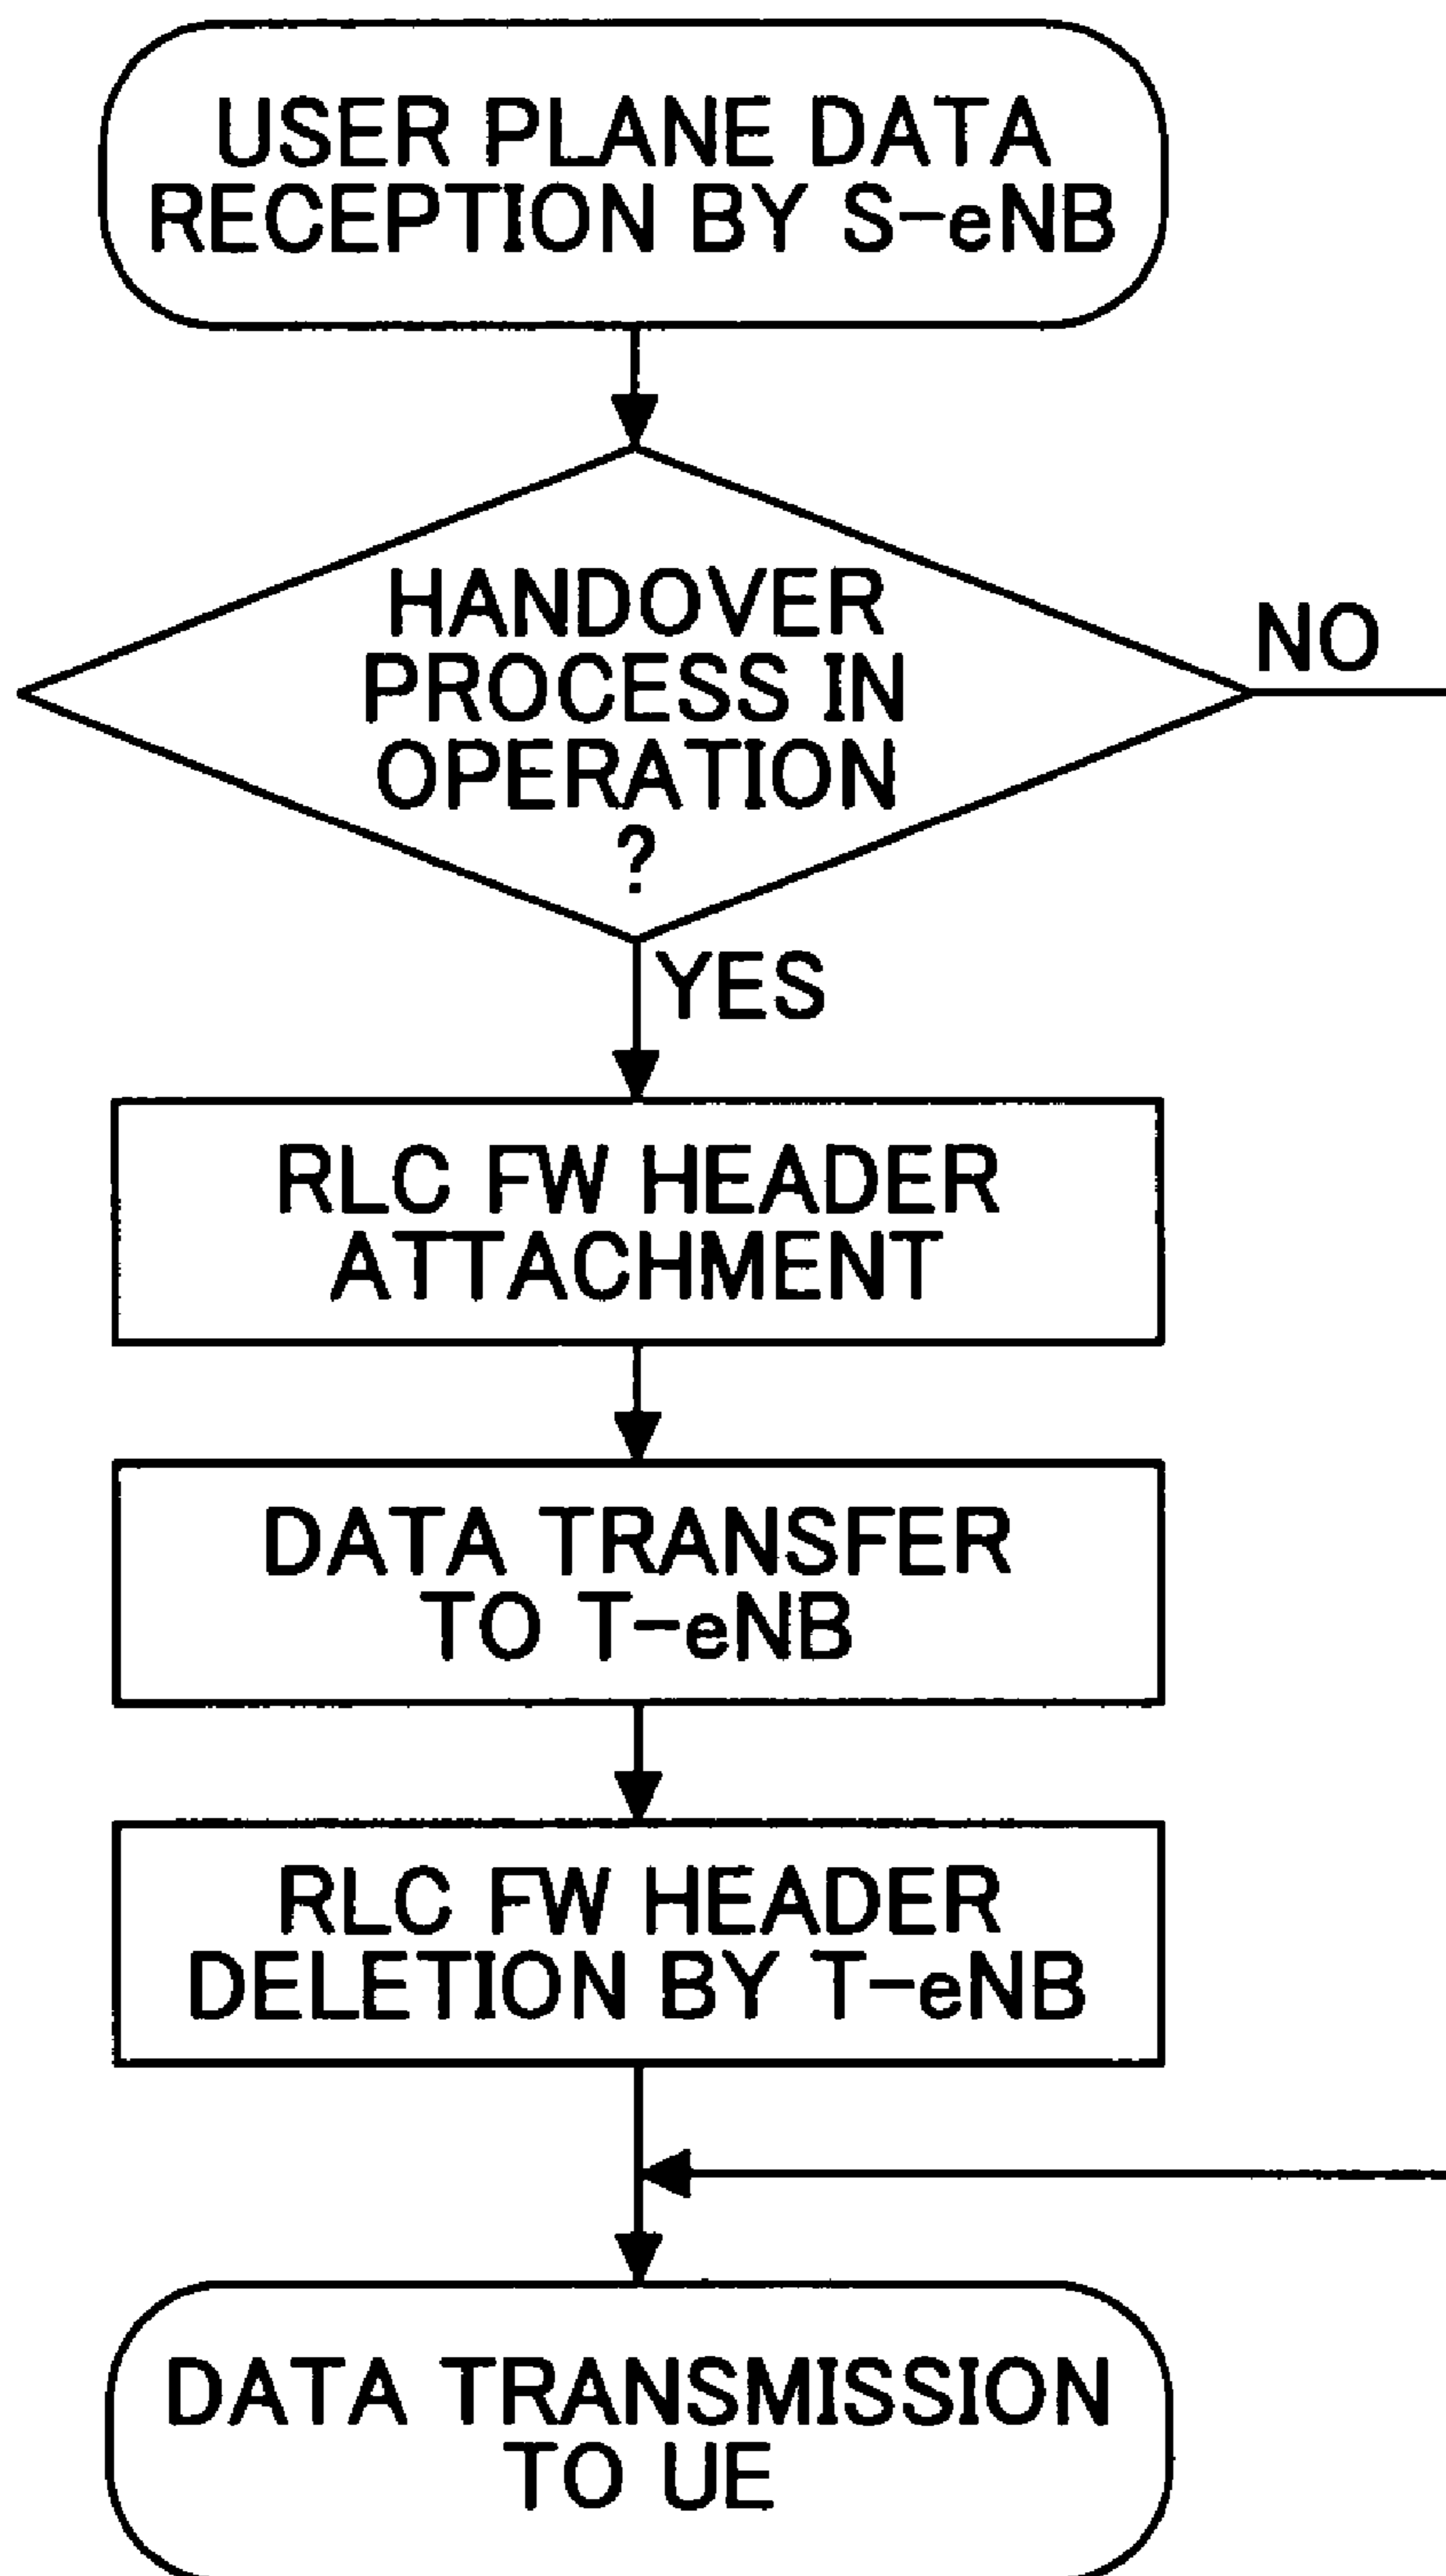 USER PLANE DATA
RECEPTION BY S-eNB
HANDOVER
PROCESS IN
OPERATION
?
NO
YES
RLC FW HEADER
ATTACHMENT
DATA TRANSFER
TO T-eNB
RLC FW HEADER
DELETION BY T-eNB
DATA TRANSMISSION
TO UE